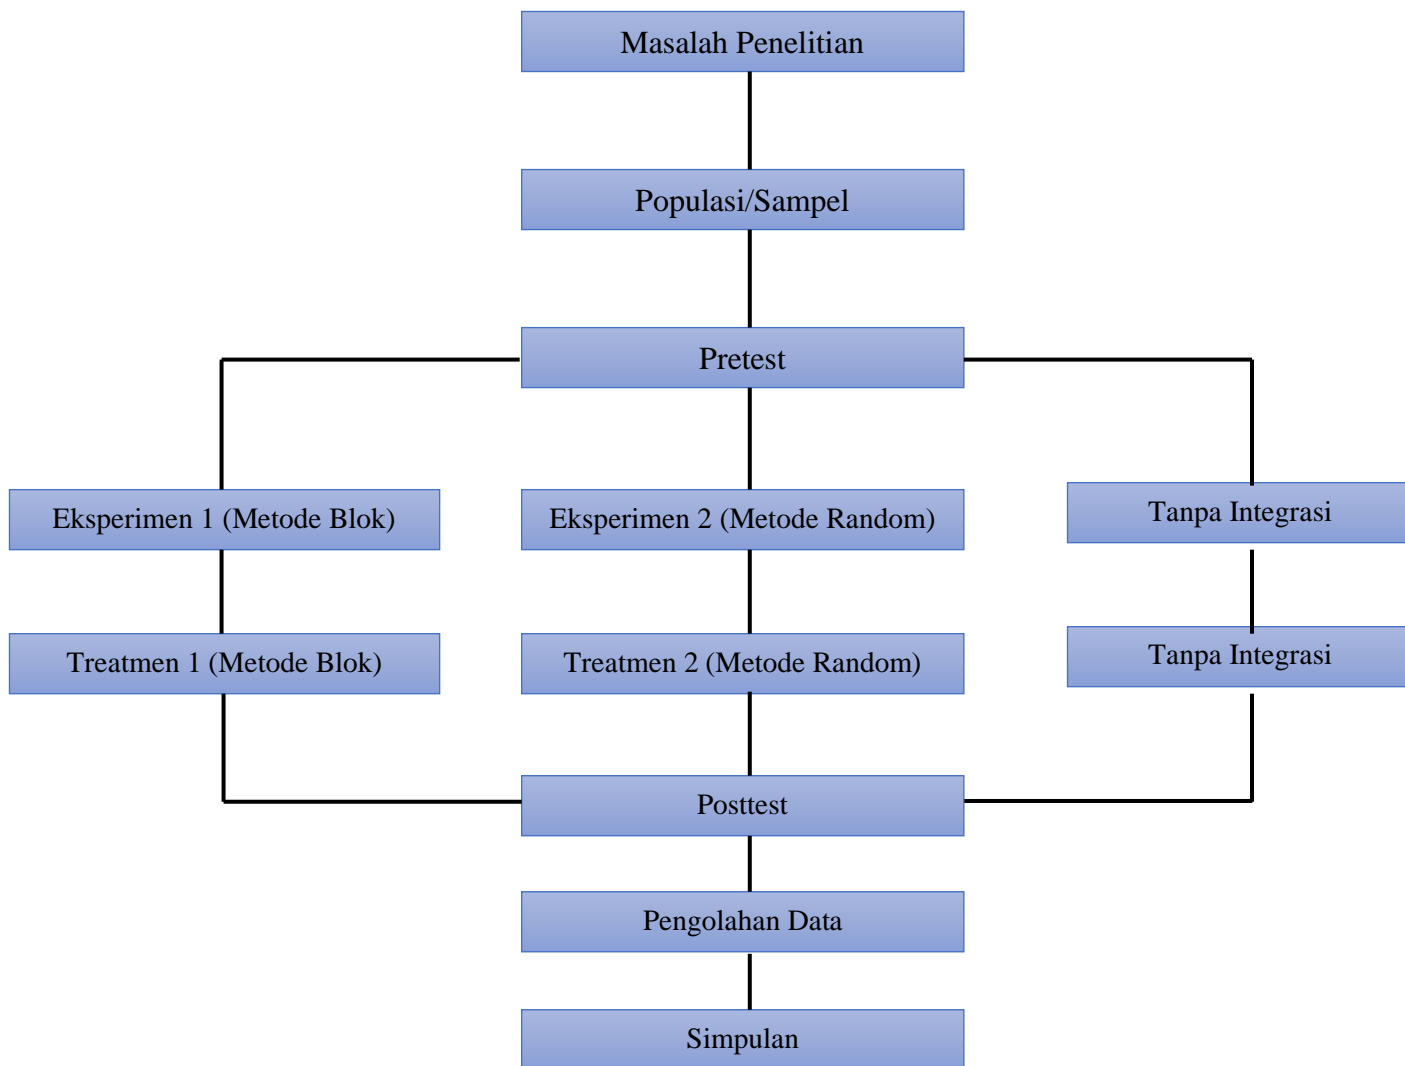 Masalah Penelitian
Populasi/Sampel
Pretest
Eksperimen 1 (Metode Blok)
Eksperimen 2 (Metode Random)
Tanpa Integrasi
Treatmen 1 (Metode Blok)
Treatmen 2 (Metode Random)
Tanpa Integrasi
Posttest
Pengolahan Data
Simpulan